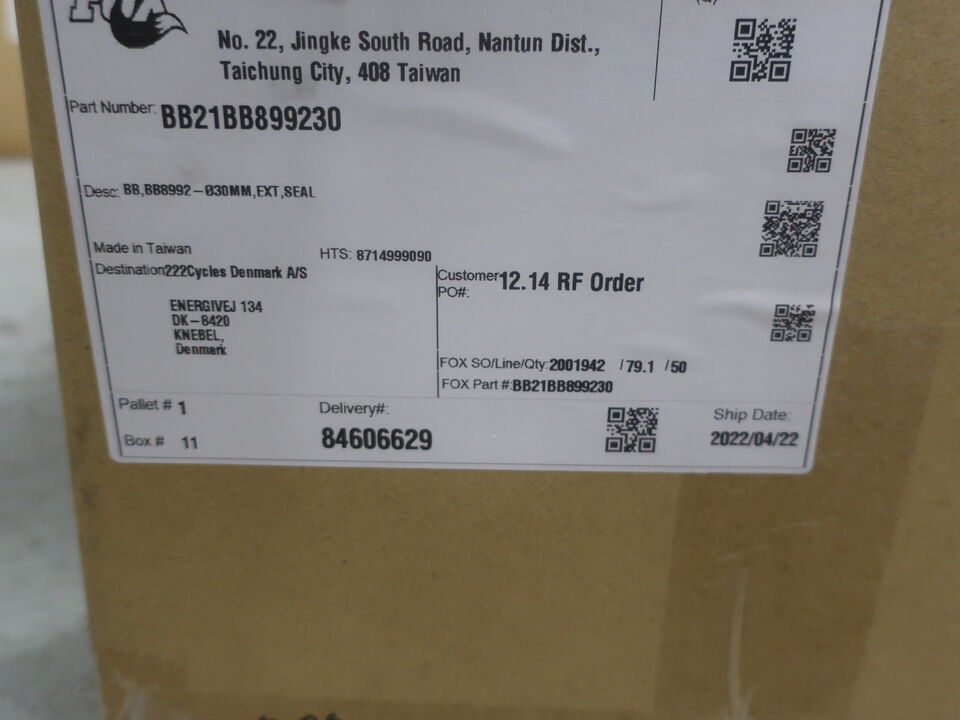 FOX
No. 22, Jingke South Road, Nantun Dist.,
Taichung City, 408 Taiwan
Part Number: BB21BB899230
Desc: BB,BB8992-Ø30MM,EXT,SEAL
Made in Taiwan
HTS: 8714999090
Destination222Cycles Denmark A/S
ENERGIVEJ 134
DK-8420
KNEBEL,
Denmark
Customer PO#: 12.14 RF Order
FOX SO/Line/Qty:2001942 /79.1 /50
FOX Part #:BB21BB899230
Pallet # 1
Box # 11
Delivery#:
84606629
Ship Date:
2022/04/22